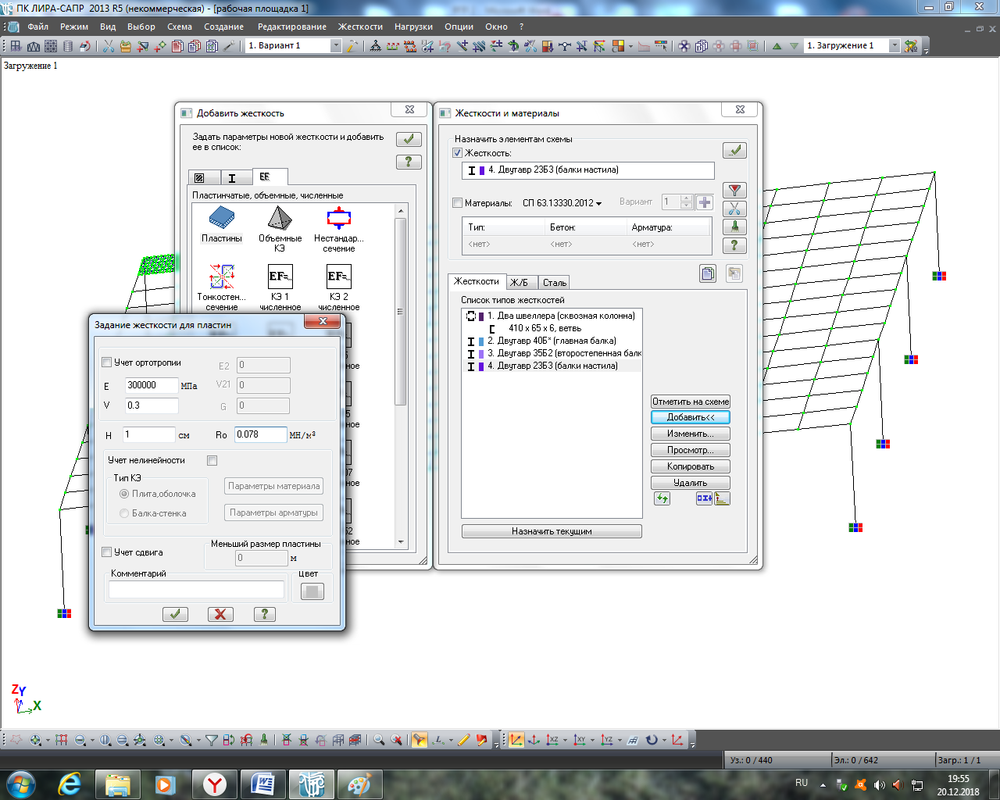 ПК ЛИРА-САПР 2013 R5 (некоммерческая) - [рабочая площадка 1]
Файл Режим Вид Выбор Схема Создание Редактирование Жесткости Нагрузки Опции Окно ?
1. Вариант 1
1. Загружение 1
Загружение 1
Добавить жесткость
Задать параметры новой жесткости и добавить ее в список:
EF
Пластинчатые, объемные, численные
Пластины
Объемные КЭ
Нестандар... сечение
Тонкостен... сечение
EF=..
КЭ 1 численное
EF=..
КЭ 2 численное
Жесткости и материалы
Назначить элементам схемы
Жесткость:
4. Двутавр 23Б3 (балки настила)
Материалы: СП 63.13330.2012
Вариант 1
Тип: Бетон: Арматура:
<нет> <нет> <нет>
Жесткости Ж/Б Сталь
Список типов жесткостей
1. Два швеллера (сквозная колонна)
410 x 65 x 6, ветвь
2. Двутавр 40Б* (главная балка)
3. Двутавр 35Б2 (второстепенная балк
4. Двутавр 23Б3 (балки настила)
Отметить на схеме
Добавить<<
Изменить...
Просмотр...
Копировать
Удалить
Назначить текущим
Задание жесткости для пластин
Учет ортотропии
E 300000 МПа
V 0.3
E2 0
V21 0
G 0
H 1 см
Ro 0.078 МН/м³
Учет нелинейности
Тип КЭ
Плита,оболочка
Балка-стенка
Параметры материала
Параметры арматуры
Учет сдвига
Меньший размер пластины
0 м
Комментарий
Цвет
Z Y X
Уз.: 0 / 440 Эл.: 0 / 642 Загр.: 1 / 1
RU
19:55
20.12.2018